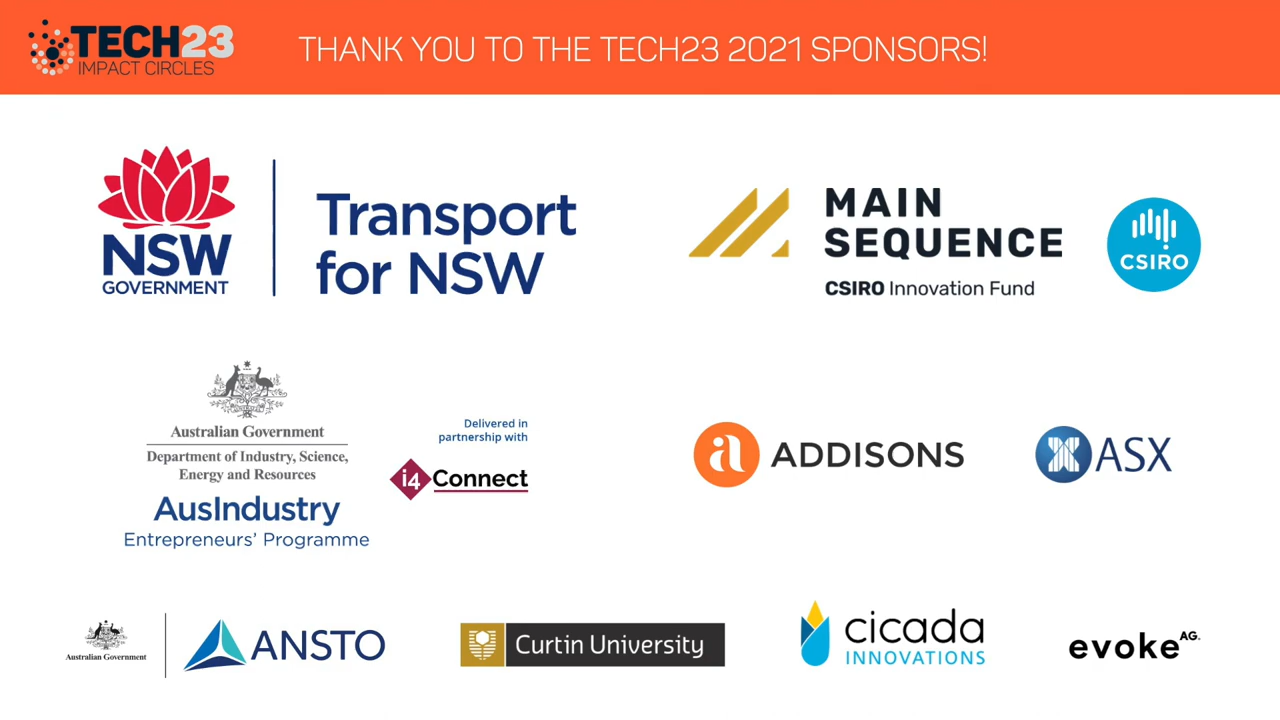 TECH23
IMPACT CIRCLES
THANK YOU TO THE TECH23 2021 SPONSORS!
NSW
GOVERNMENT
Transport
for NSW
MAIN
SEQUENCE
CSIRO Innovation Fund
CSIRO
Australian Government
Department of Industry, Science,
Energy and Resources
AusIndustry
Entrepreneurs’ Programme
Delivered in
partnership with
i4 Connect
a ADDISONS
ASX
Australian Government
ANSTO
Curtin University
cicada
INNOVATIONS
evoke AG.